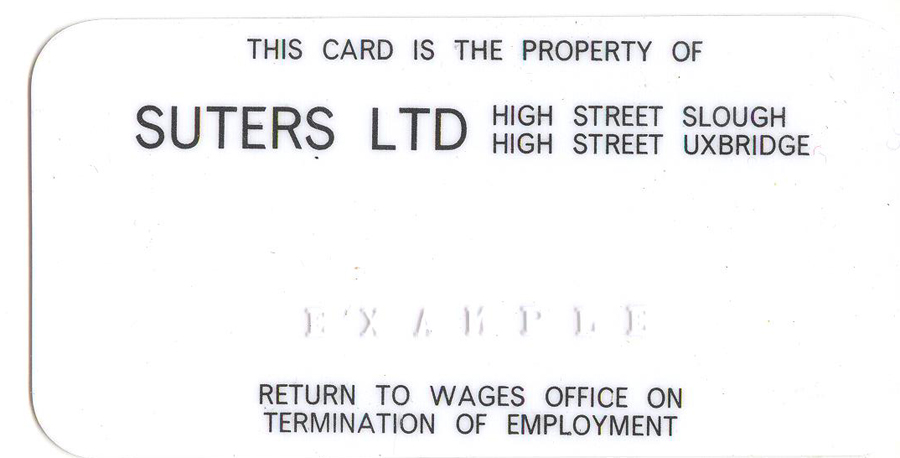 THIS CARD IS THE PROPERTY OF
SUTERS LTD
HIGH STREET SLOUGH
HIGH STREET UXBRIDGE
EXAMPLE
RETURN TO WAGES OFFICE ON
TERMINATION OF EMPLOYMENT